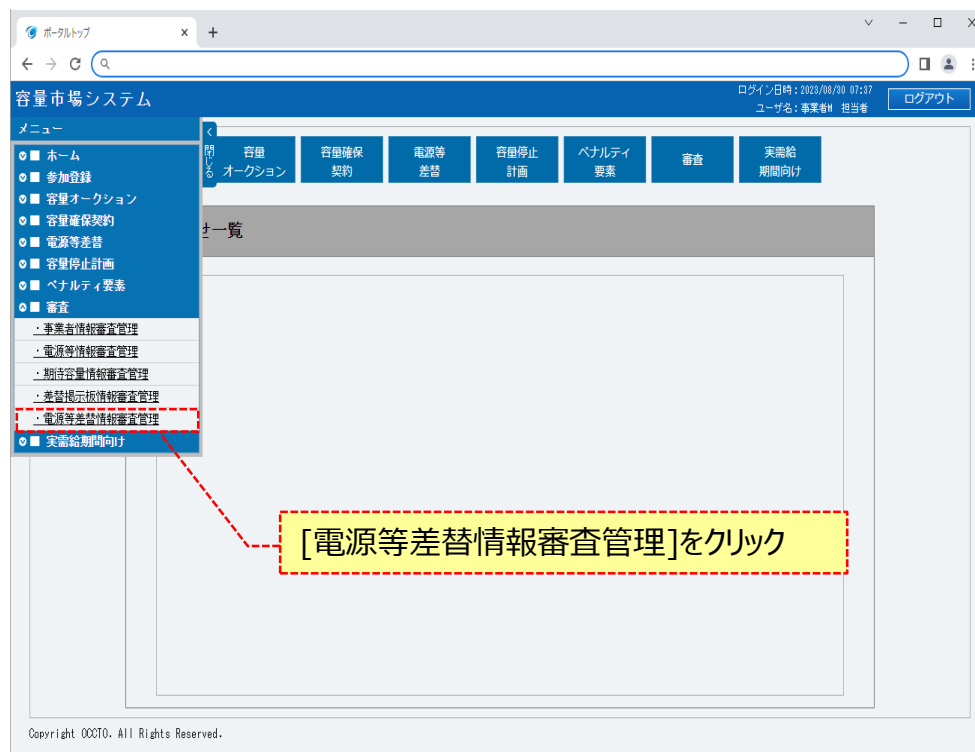 ポータルトップ
容量市場システム
ログイン日時：2023/08/30 07:37
ユーザ名：事業者W 担当者
ログアウト
メニュー
閉じる
ホーム
参加登録
容量オークション
容量確保契約
電源等差替
容量停止計画
ペナルティ要素
審査
・事業者情報審査管理
・電源等情報審査管理
・期待容量情報審査管理
・差替掲示板情報審査管理
・電源等差替情報審査管理
実需給期間向け
容量
オークション
容量確保
契約
電源等
差替
容量停止
計画
ペナルティ
要素
審査
実需給
期間向け
せ一覧
[電源等差替情報審査管理]をクリック
Copyright OCCTO. All Rights Reserved.